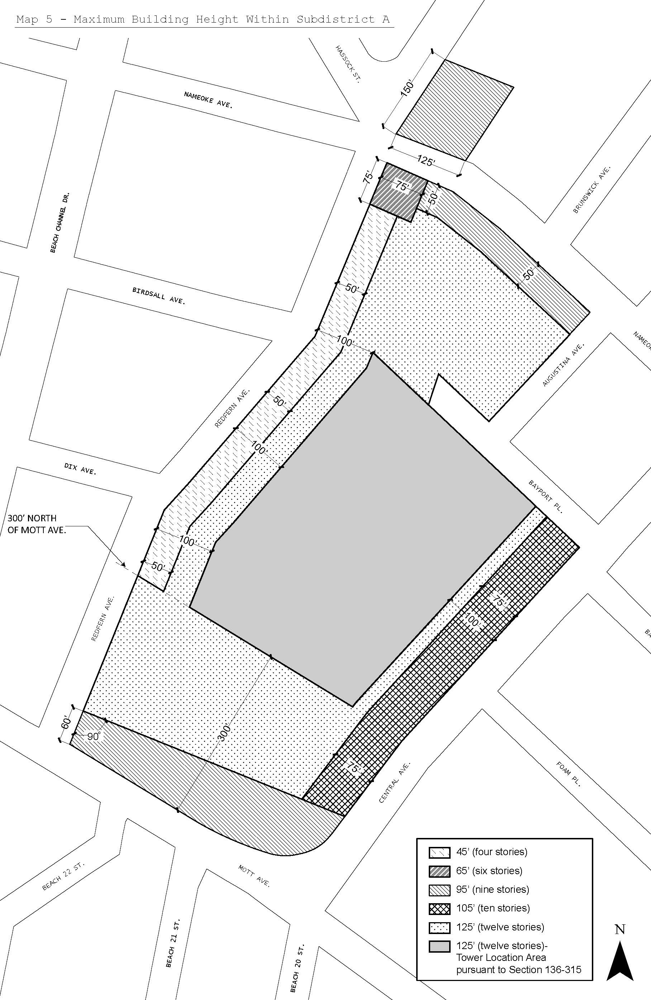 Map 5 - Maximum Building Height Within Subdistrict A
HASSOCK ST.
150'
NAMEOKE AVE.
125'
75'
75'
50'
BRUNSWICK AVE.
BEACH CHANNEL DR.
50'
BIRDSALL AVE.
50'
100'
NAMEOK
AUGUSTINA AVE.
REDFERN AVE.
50'
100'
DIX AVE.
BAYPORT PL.
300' NORTH
OF MOTT AVE.
100'
50'
REDFERN AVE.
75'
100'
BA
60'
90°
300'
75'
CENTRAL AVE.
FOAM PL.
BEACH 22 ST.
MOTT AVE.
BEACH 21 ST.
BEACH 20 ST.
45' (four stories)
65' (six stories)
95' (nine stories)
105' (ten stories)
125' (twelve stories)
125' (twelve stories)-
Tower Location Area
pursuant to Section 136-315
N